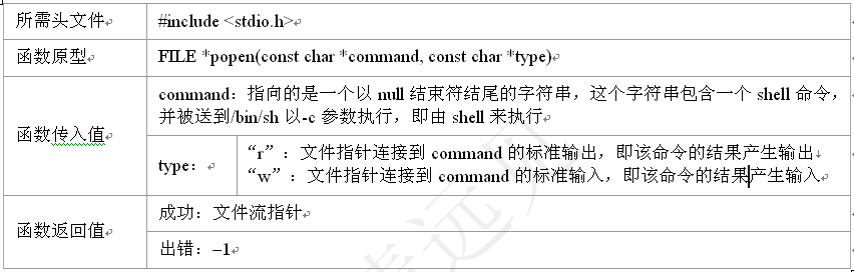 所需头文件
#include <stdio.h>
函数原型
FILE *popen(const char *command, const char *type)
函数传入值
command：指向的是一个以 null 结束符结尾的字符串，这个字符串包含一个 shell 命令，
并被送到/bin/sh 以-c 参数执行，即由 shell 来执行
type：
“r”：文件指针连接到 command 的标准输出，即该命令的结果产生输出
“w”：文件指针连接到 command 的标准输入，即该命令的结果产生输入
函数返回值
成功：文件流指针
出错：–1